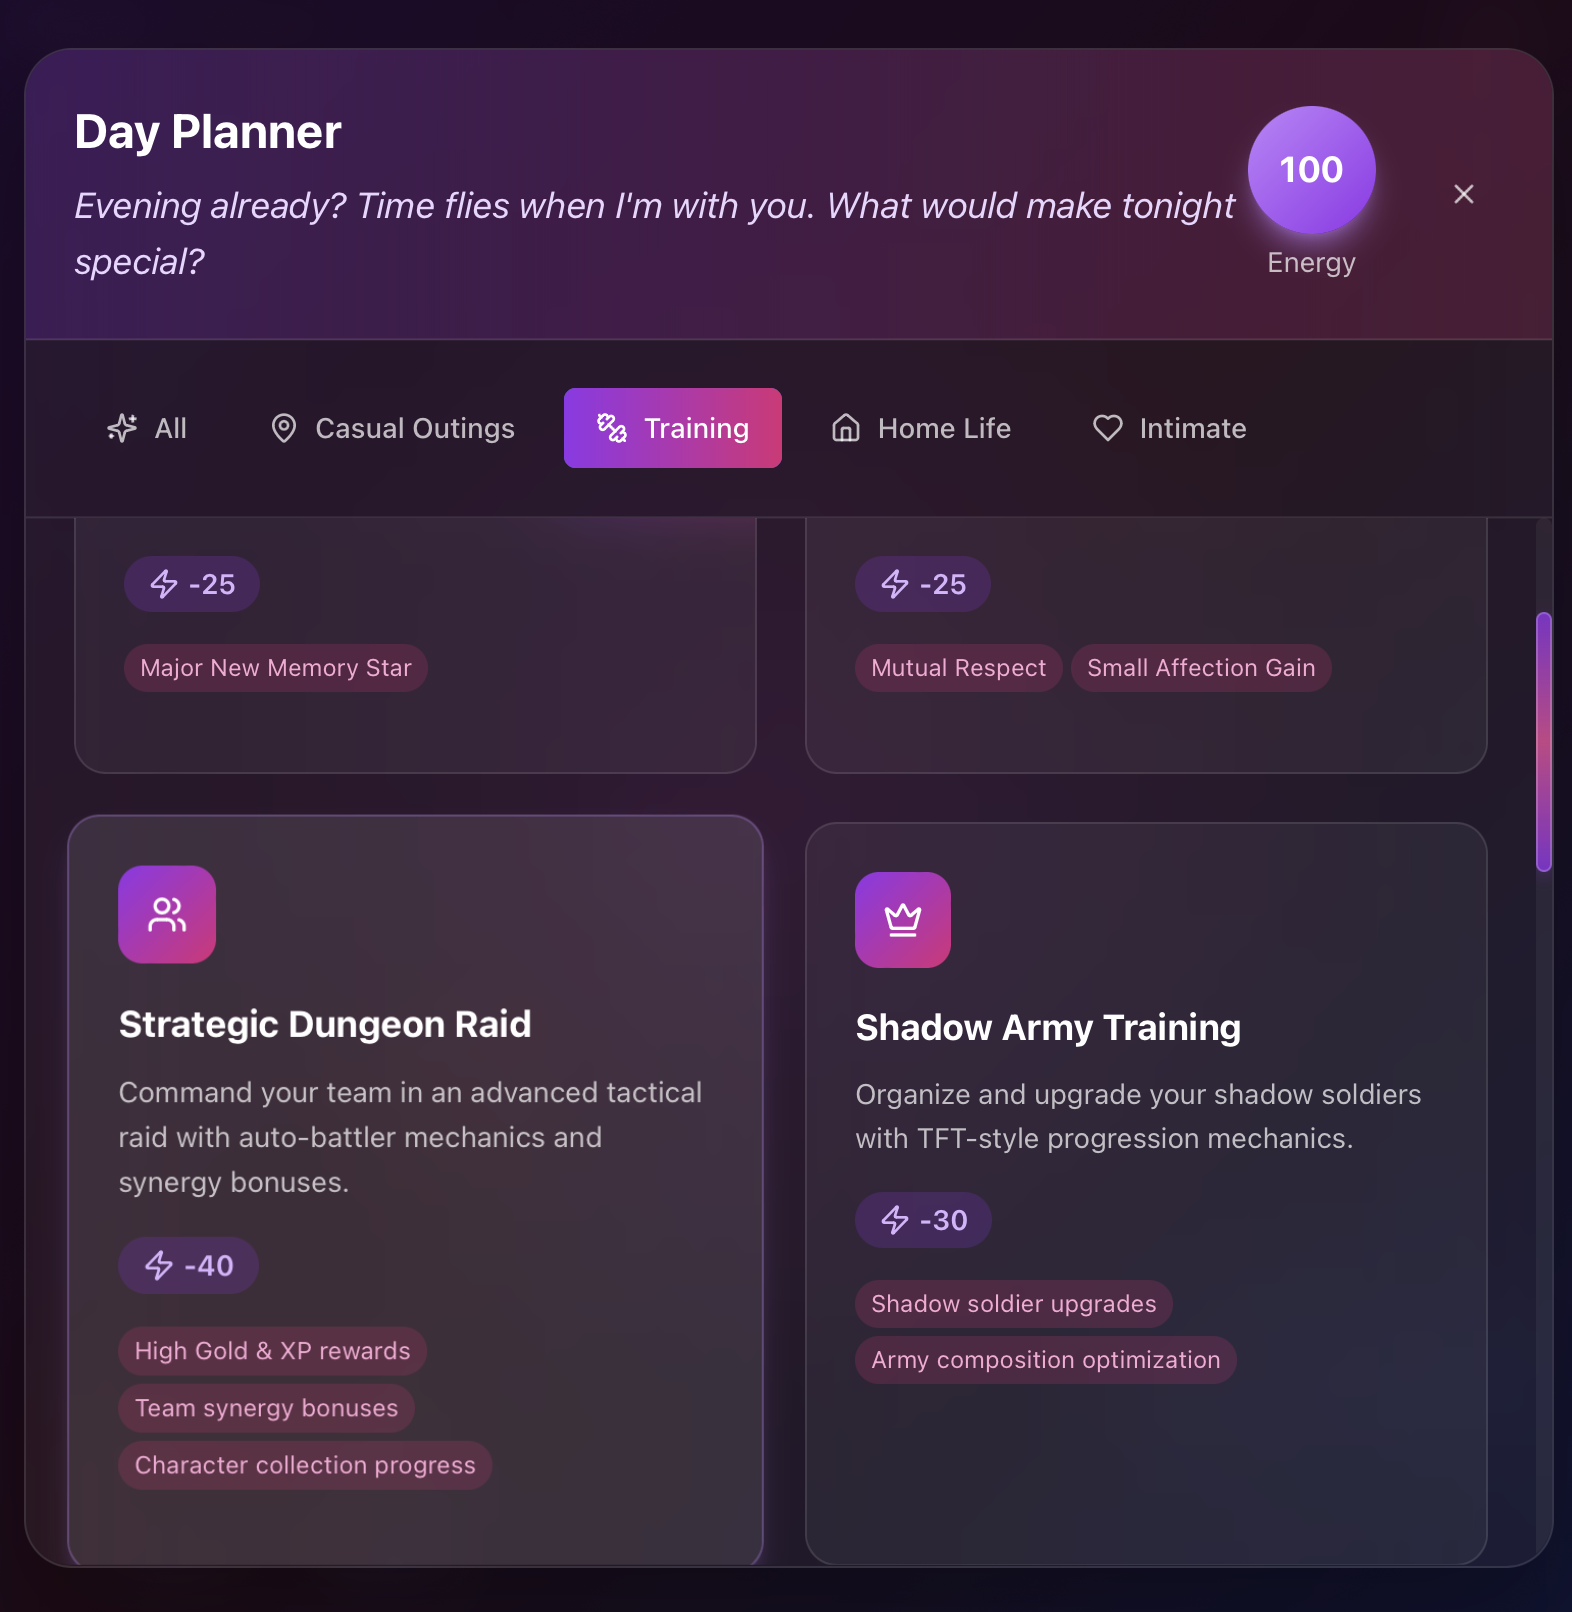 Day Planner
Evening already? Time flies when I'm with you. What would make tonight
special?
100
Energy
All
Casual Outings
Training
Home Life
Intimate
-25
Major New Memory Star
-25
Mutual Respect
Small Affection Gain
Strategic Dungeon Raid
Command your team in an advanced tactical
raid with auto-battler mechanics and
synergy bonuses.
-40
High Gold & XP rewards
Team synergy bonuses
Character collection progress
Shadow Army Training
Organize and upgrade your shadow soldiers
with TFT-style progression mechanics.
-30
Shadow soldier upgrades
Army composition optimization